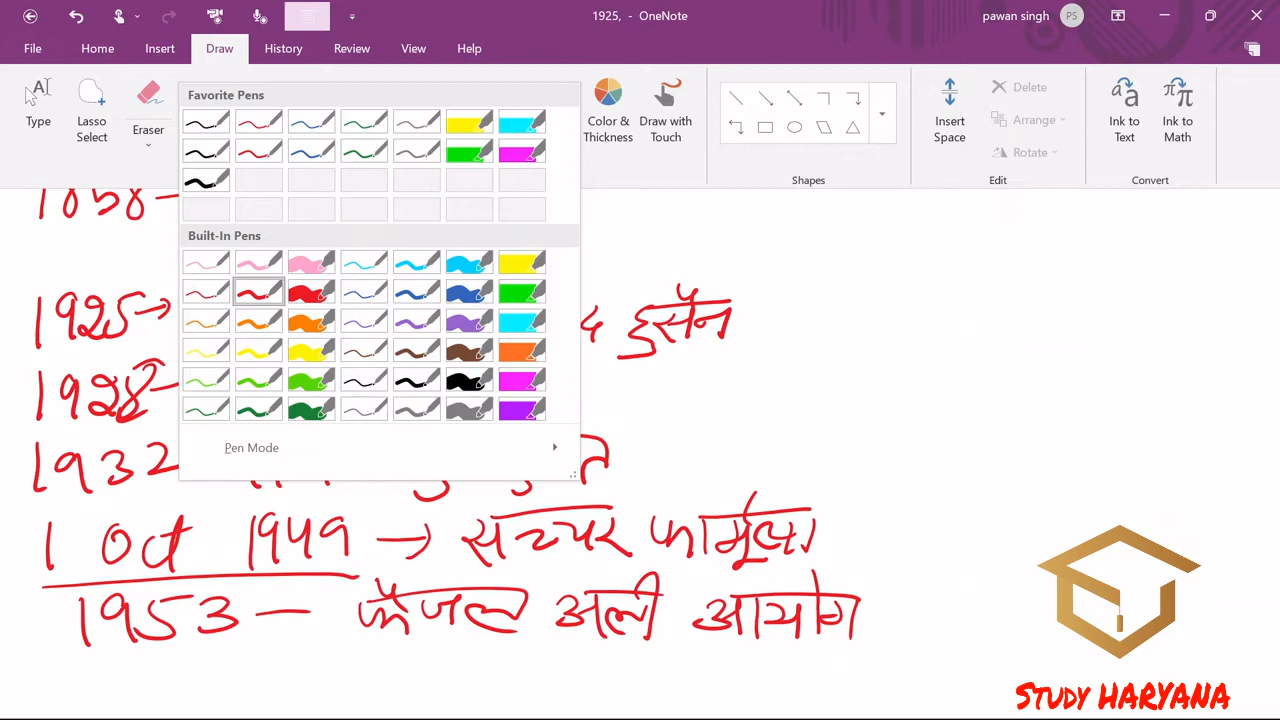 1925, - OneNote
pawan singh PS
File Home Insert Draw History Review View Help
Type
Lasso Select
Eraser
Favorite Pens
Built-In Pens
Pen Mode
Color & Thickness
Draw with Touch
Shapes
Insert Space
Delete
Arrange
Rotate
Edit
Ink to Text
Ink to Math
Convert
1858 –
1925 → हुसैन
1928 –
1932
1 Oct 1949 → सच्चर फार्मूला
1953 – फैजल अली आयोग
STUDY HARYANA